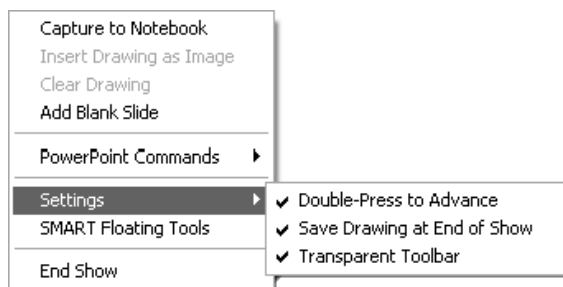 Capture to Notebook
Insert Drawing as Image
Clear Drawing
Add Blank Slide
PowerPoint Commands
Settings
SMART Floating Tools
End Show
Double-Press to Advance
Save Drawing at End of Show
Transparent Toolbar